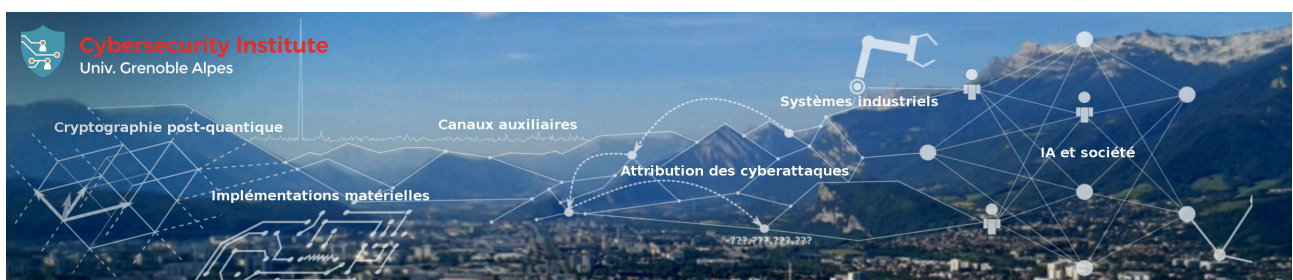 Cybersecurity Institute
Univ. Grenoble Alpes
Systèmes industriels
Cryptographie post-quantique
Canaux auxiliaires
IA et société
Attribution des cyberattaques
Implémentations matérielles
???.???.???.???